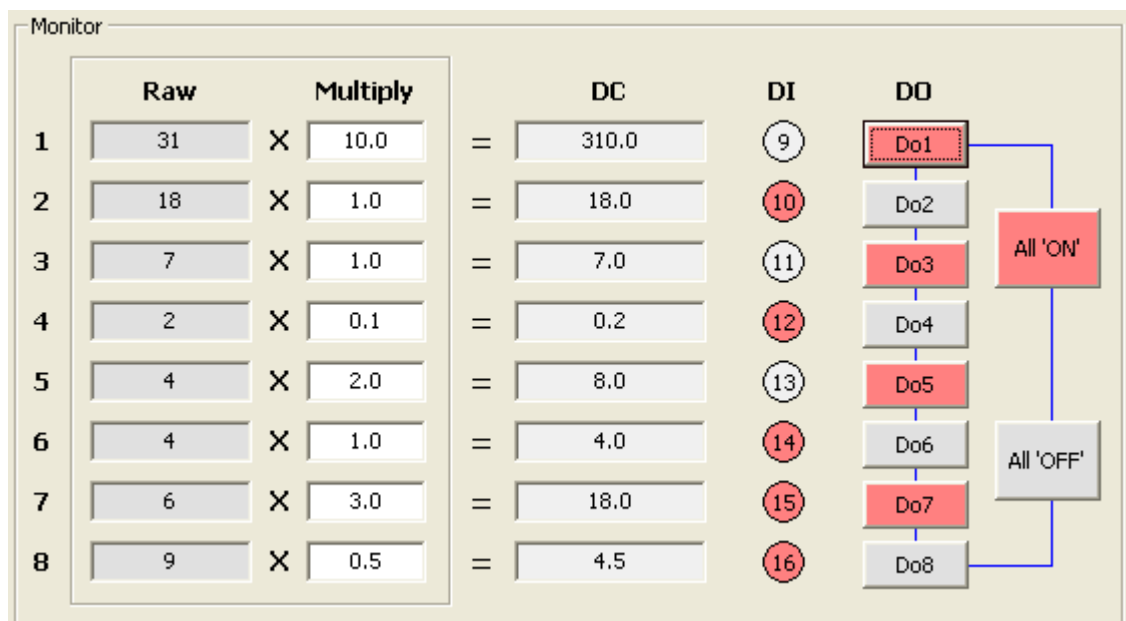 Monitor
Raw Multiply DC DI DO
1 31 X 10.0 = 310.0 9 Do1
2 18 X 1.0 = 18.0 10 Do2
All 'ON'
3 7 X 1.0 = 7.0 11 Do3
4 2 X 0.1 = 0.2 12 Do4
5 4 X 2.0 = 8.0 13 Do5
6 4 X 1.0 = 4.0 14 Do6
All 'OFF'
7 6 X 3.0 = 18.0 15 Do7
8 9 X 0.5 = 4.5 16 Do8